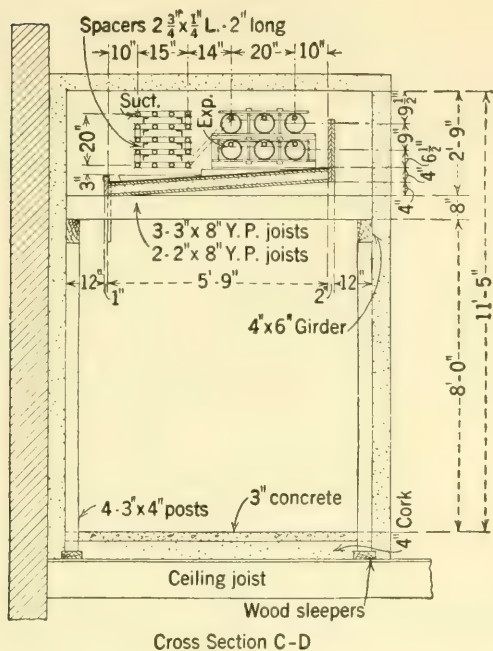 Spacers 2 3/4" x 1/4" L.-2" long
10" 15" 14" 20" 10"
Suct.
Exp.
20"
3"
9 1/2"
9"
6 1/2"
4"
4"
2'-9"
8"
3-3"x 8" Y. P. joists
2-2"x 8" Y. P. joists
12" 5'-9" 12"
1" 2"
4"x 6" Girder
11'-5"
8'-0"
4-3"x 4" posts
3" concrete
4" Cork
Ceiling joist
Wood sleepers
Cross Section C-D